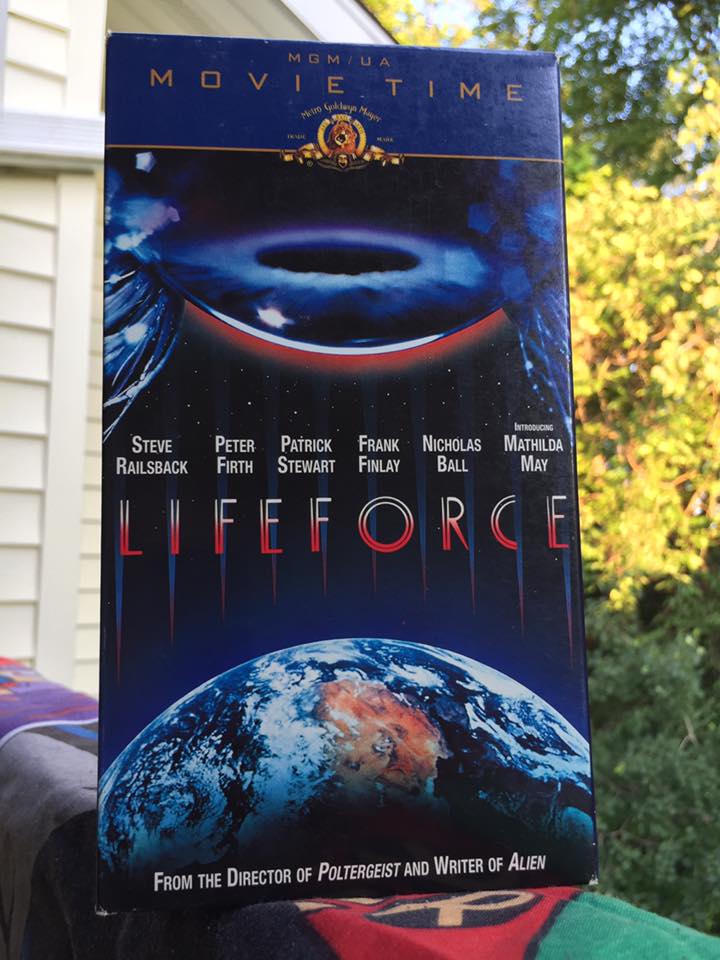 MGM/UA
MOVIE TIME
Metro Goldwyn Mayer
TRADE MARK
INTRODUCING
STEVE PETER PATRICK FRANK NICHOLAS MATHILDA
RAILSBACK FIRTH STEWART FINLAY BALL MAY
LIFEFORCE
FROM THE DIRECTOR OF POLTERGEIST AND WRITER OF ALIEN